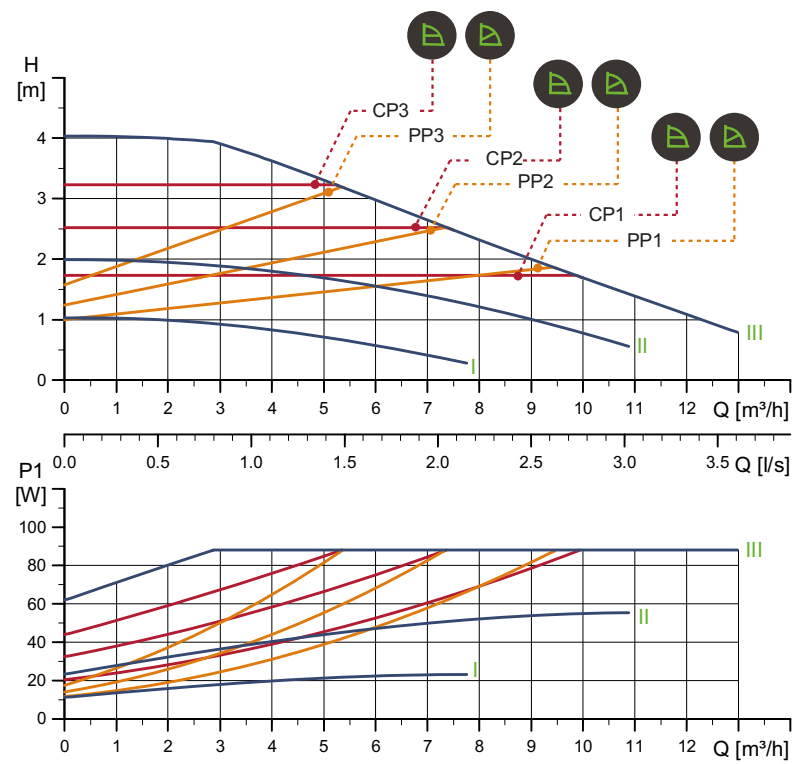 H
[m]
CP3
PP3
CP2
PP2
CP1
PP1
4
3
2
1
0
I
II
III
0 1 2 3 4 5 6 7 8 9 10 11 12 Q [m³/h]
0.0 0.5 1.0 1.5 2.0 2.5 3.0 3.5 Q [l/s]
P1
[W]
100
80
60
40
20
0
III
II
I
0 1 2 3 4 5 6 7 8 9 10 11 12 Q [m³/h]